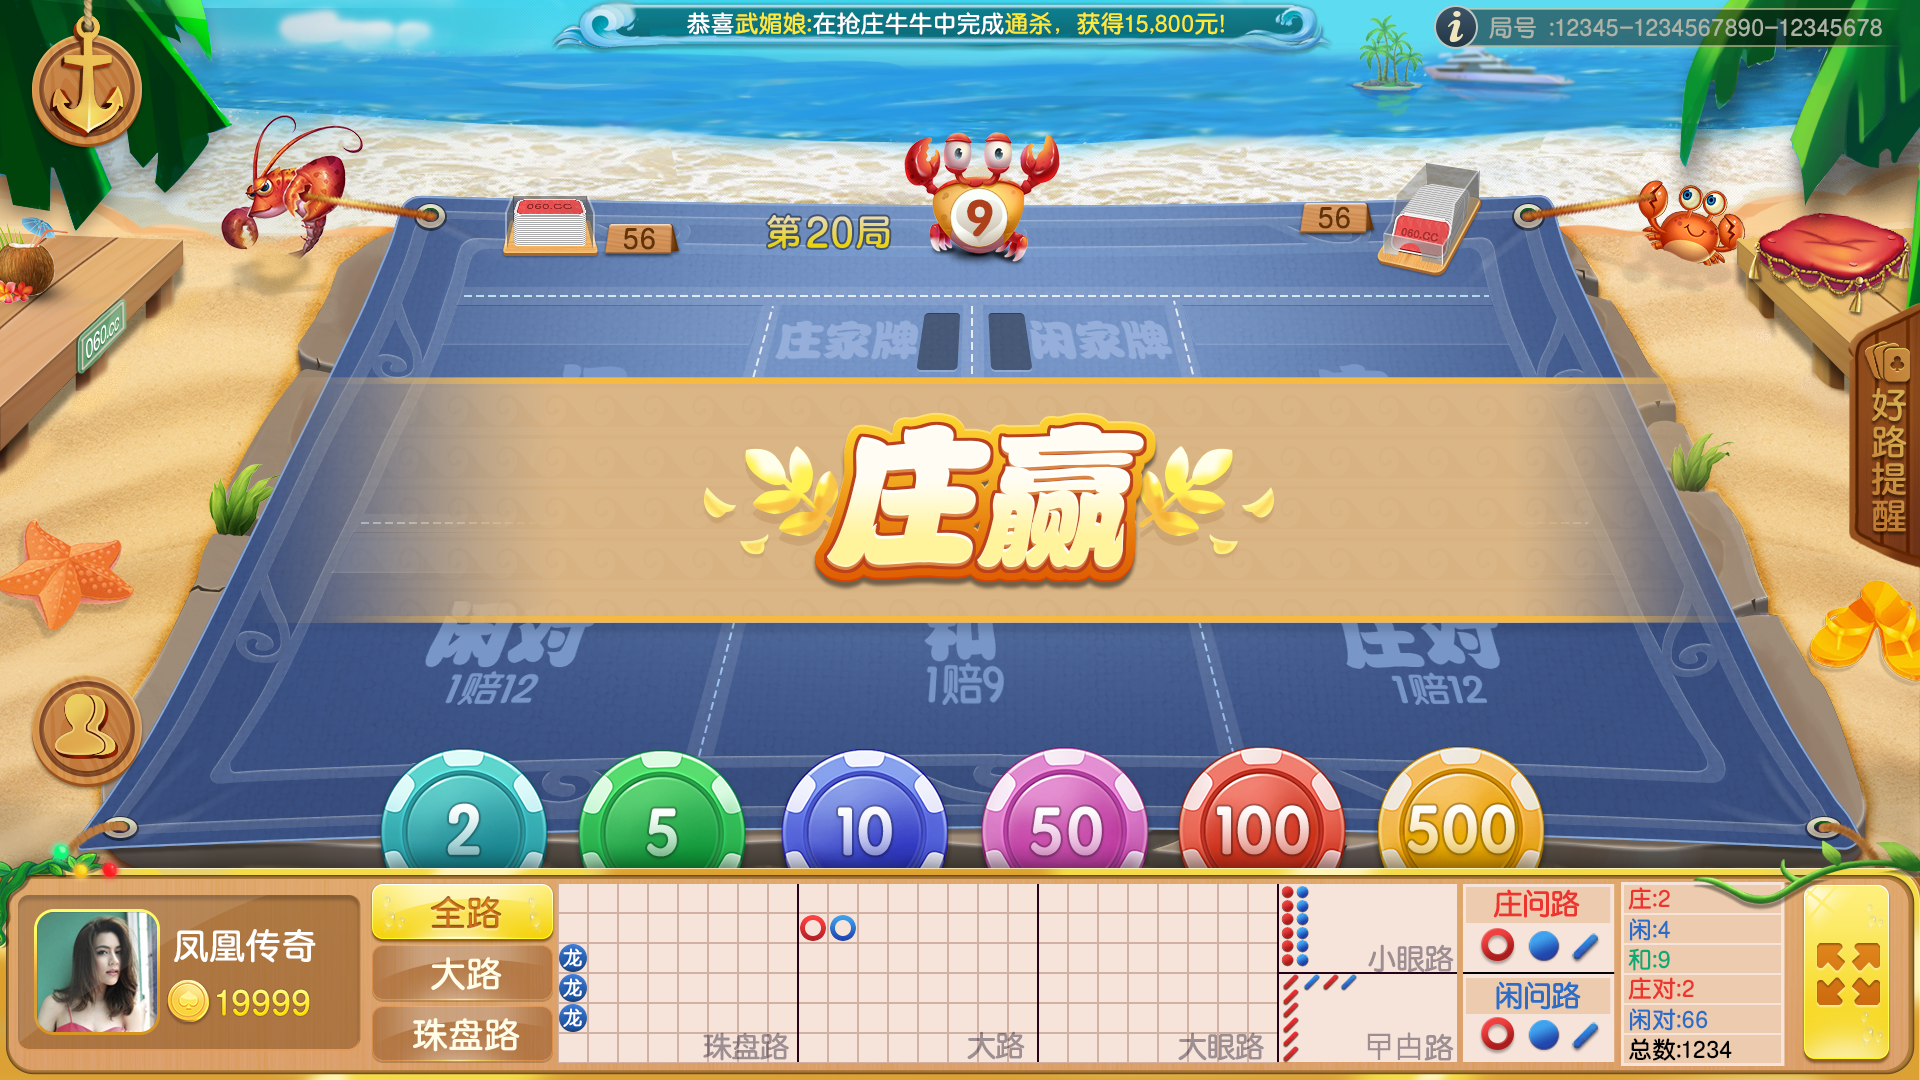 恭喜武媚娘:在抢庄牛牛中完成通杀，获得15,800元!
局号 :12345-1234567890-12345678
060.CC
56
第20局
9
56
060.CC
060.cc
庄家牌
闲家牌
好路提醒
庄赢
闲对
1赔12
和
1赔9
庄对
1赔12
2
5
10
50
100
500
凤凰传奇
19999
全路
大路
珠盘路
龙
龙
龙
珠盘路
大路
大眼路
小眼路
曱甴路
庄问路
闲问路
庄:2
闲:4
和:9
庄对:2
闲对:66
总数:1234